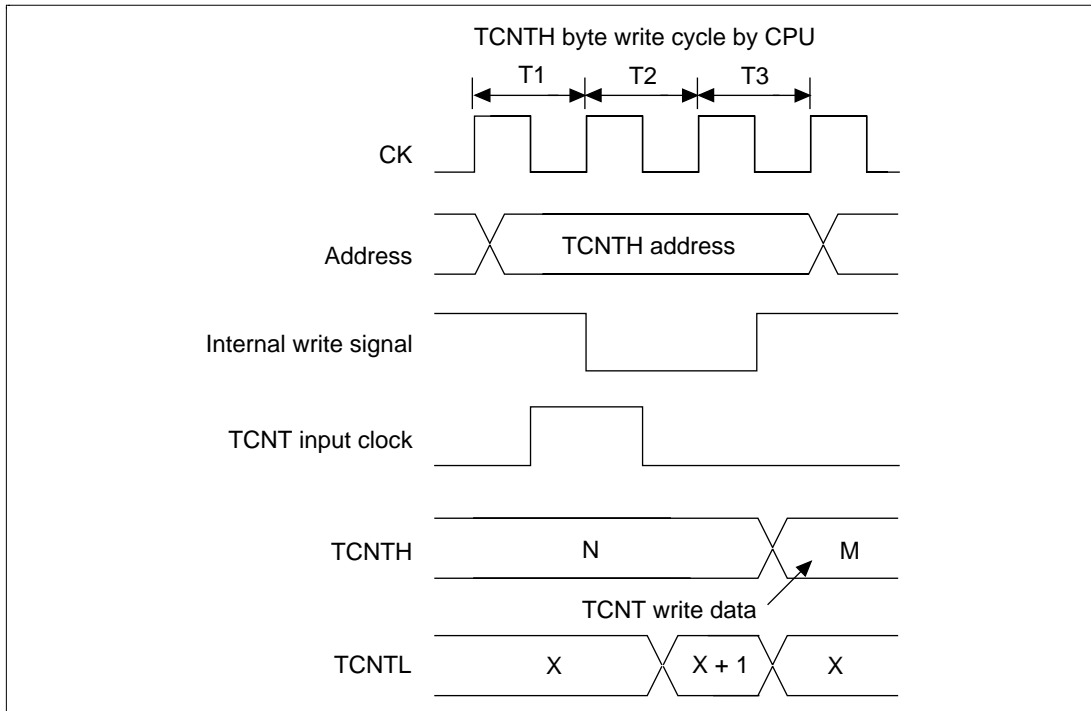 TCNTH byte write cycle by CPU
T1 T2 T3
CK
Address
TCNTH address
Internal write signal
TCNT input clock
TCNTH
N
M
TCNT write data
TCNTL
X
X + 1
X